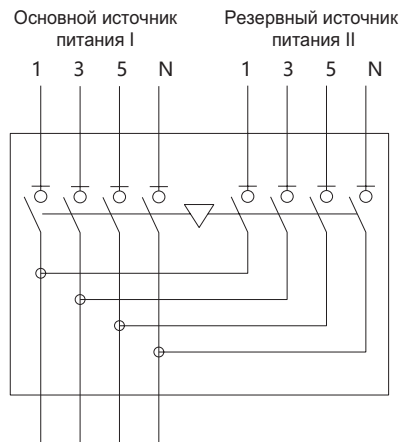 Основной источник
питания I
Резервный источник
питания II
1 3 5 N
1 3 5 N